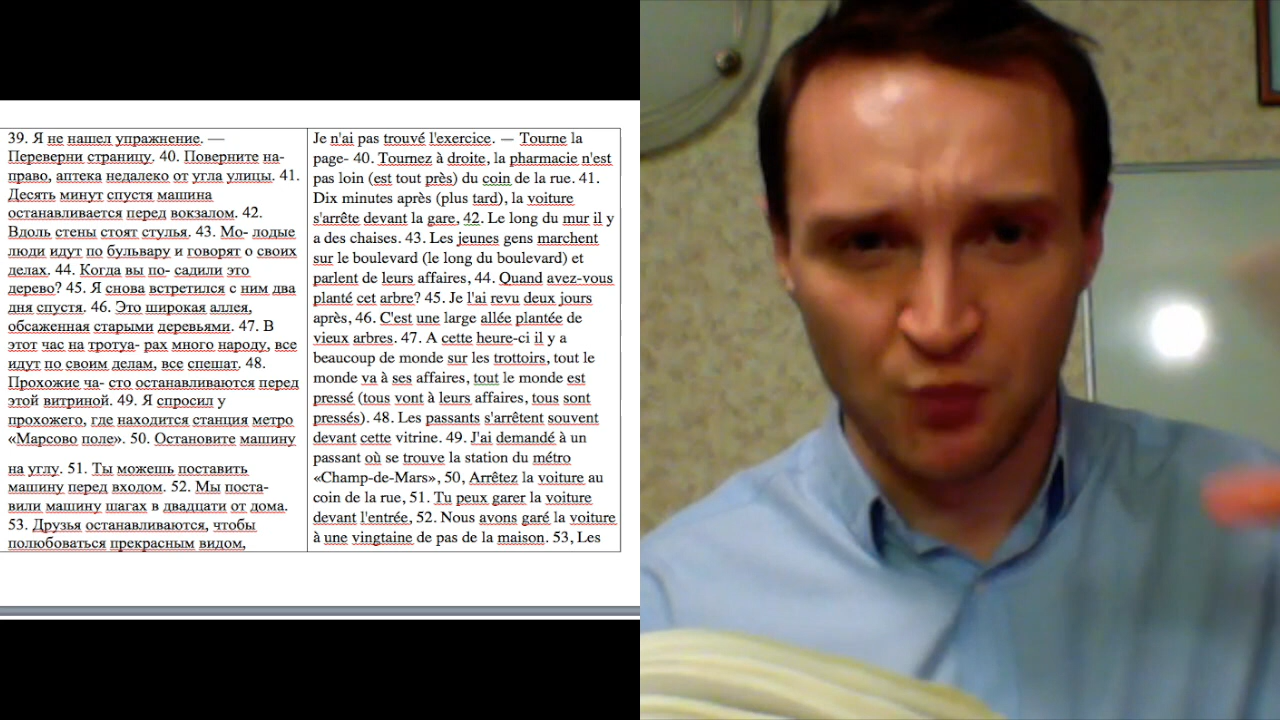 39. Я не нашел упражнение. —
Переверни страницу. 40. Поверните на-
право, аптека недалеко от угла улицы. 41.
Десять минут спустя машина
останавливается перед вокзалом. 42.
Вдоль стены стоят стулья. 43. Мо- лодые
люди идут по бульвару и говорят о своих
делах. 44. Когда вы по- садили это
дерево? 45. Я снова встретился с ним два
дня спустя. 46. Это широкая аллея,
обсаженная старыми деревьями. 47. В
этот час на тротуа- рах много народу, все
идут по своим делам, все спешат. 48.
Прохожие ча- сто останавливаются перед
этой витриной. 49. Я спросил у
прохожего, где находится станция метро
«Марсово поле». 50. Остановите машину
на углу. 51. Ты можешь поставить
машину перед входом. 52. Мы поста-
вили машину шагах в двадцати от дома.
53. Друзья останавливаются, чтобы
полюбоваться прекрасным видом,
Je n'ai pas trouvé l'exercice. — Tourne la
page- 40. Tournez à droite, la pharmacie n'est
pas loin (est tout près) du coin de la rue. 41.
Dix minutes après (plus tard), la voiture
s'arrête devant la gare, 42. Le long du mur il y
a des chaises. 43. Les jeunes gens marchent
sur le boulevard (le long du boulevard) et
parlent de leurs affaires, 44. Quand avez-vous
planté cet arbre? 45. Je l'ai revu deux jours
après, 46. C'est une large allée plantée de
vieux arbres. 47. A cette heure-ci il y a
beaucoup de monde sur les trottoirs, tout le
monde va à ses affaires, tout le monde est
pressé (tous vont à leurs affaires, tous sont
pressés). 48. Les passants s'arrêtent souvent
devant cette vitrine. 49. J'ai demandé à un
passant où se trouve la station du métro
«Champ-de-Mars», 50, Arrêtez la voiture au
coin de la rue, 51. Tu peux garer la voiture
devant l'entrée, 52. Nous avons garé la voiture
à une vingtaine de pas de la maison. 53, Les